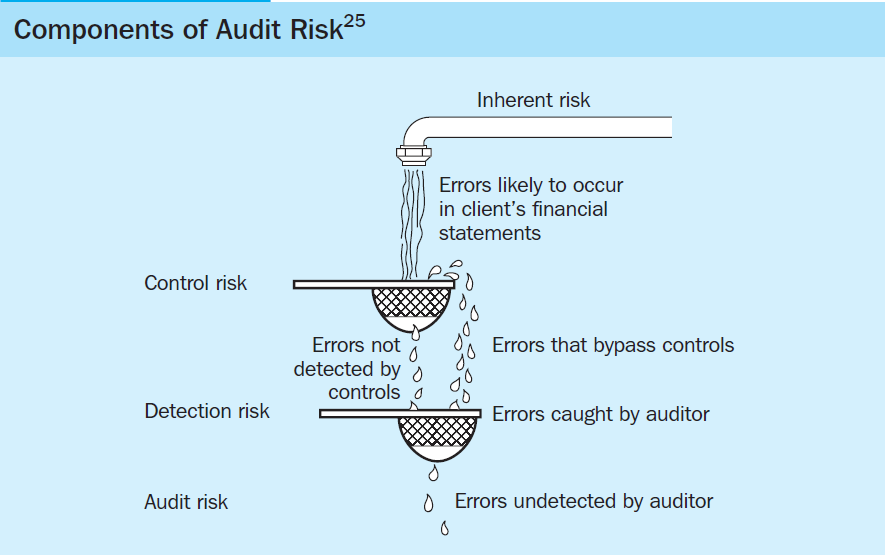 Components of Audit Risk25
Inherent risk
Errors likely to occur
in client's financial
statements
Control risk
Errors not
detected by
controls
Errors that bypass controls
Detection risk
Errors caught by auditor
Audit risk
Errors undetected by auditor